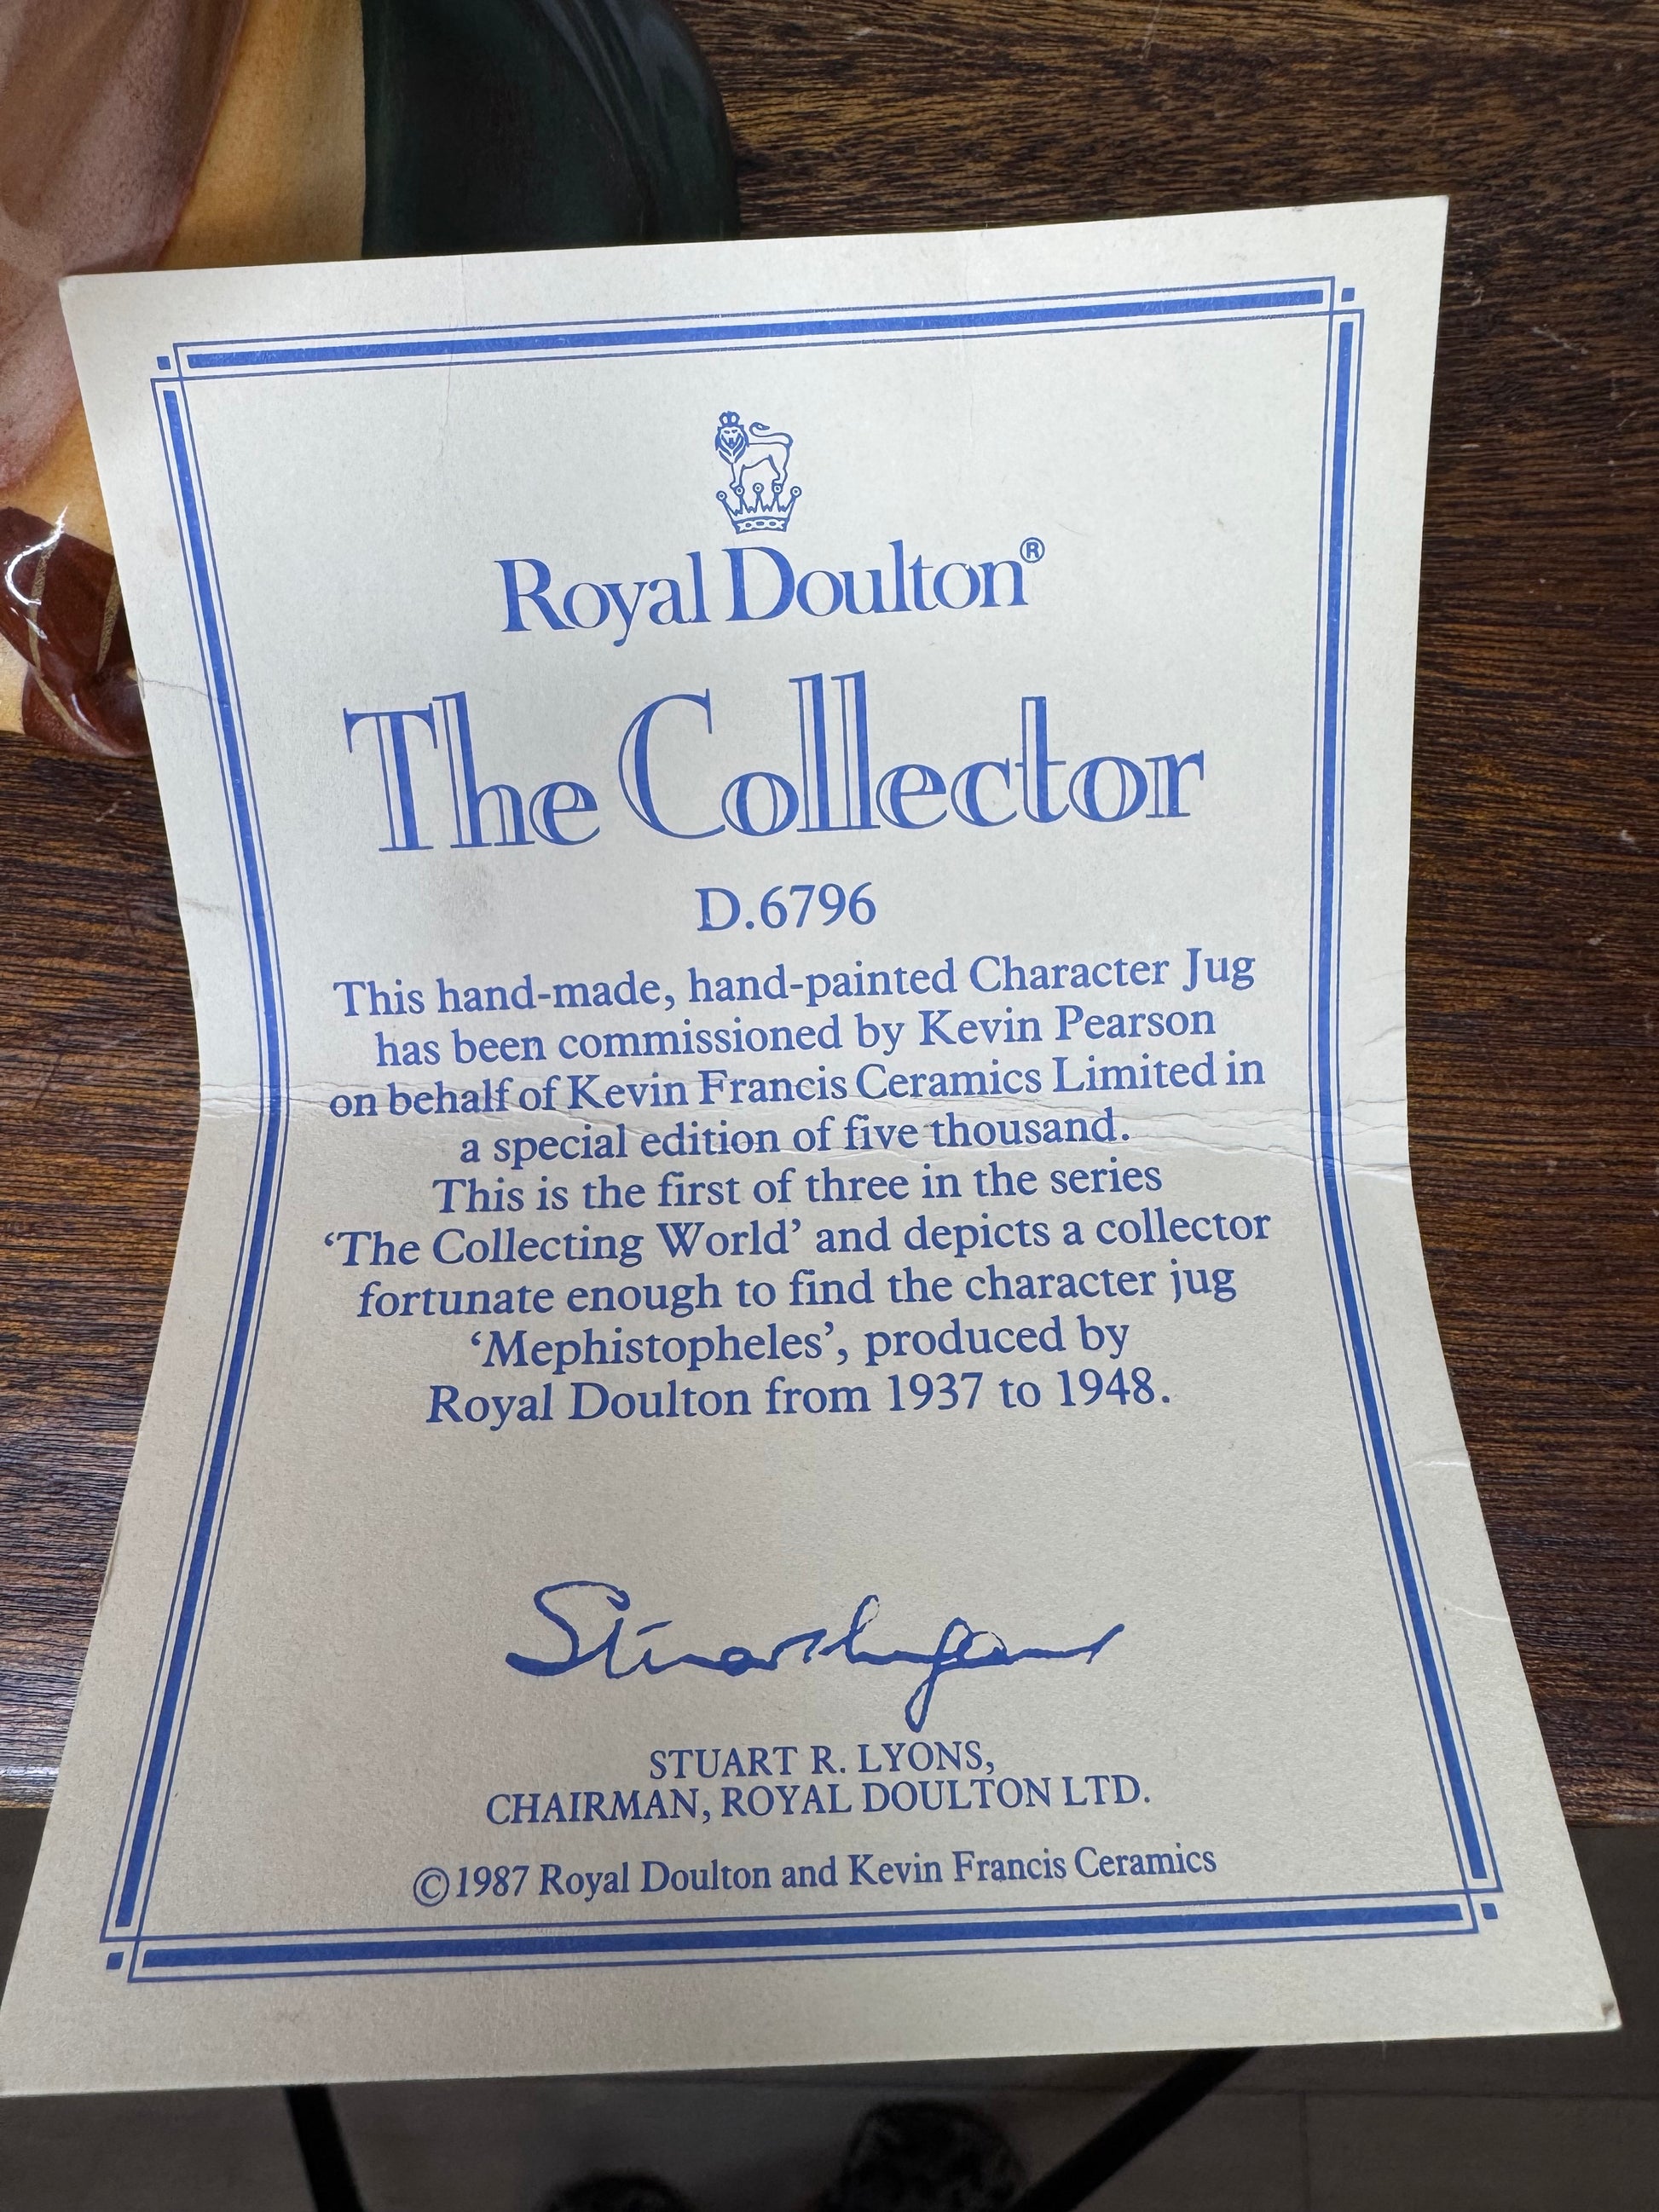 Royal Doulton®
The Collector
D.6796
This hand-made, hand-painted Character Jug
has been commissioned by Kevin Pearson
on behalf of Kevin Francis Ceramics Limited in
a special edition of five thousand.
This is the first of three in the series
‘The Collecting World’ and depicts a collector
fortunate enough to find the character jug
‘Mephistopheles’, produced by
Royal Doulton from 1937 to 1948.
Stuart Lyons
STUART R. LYONS,
CHAIRMAN, ROYAL DOULTON LTD.
©1987 Royal Doulton and Kevin Francis Ceramics